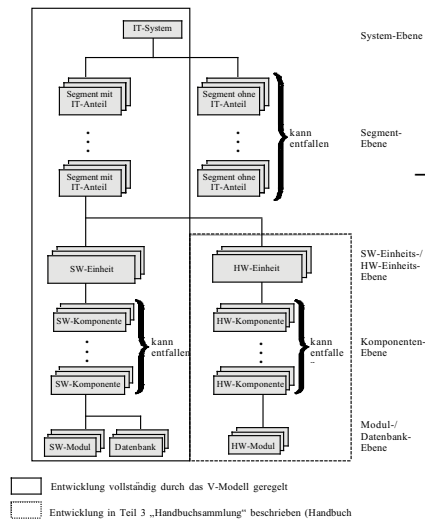 IT-System
System-Ebene
Segment mit
IT-Anteil
Segment ohne
IT-Anteil
Segment mit
IT-Anteil
Segment ohne
IT-Anteil
kann
entfallen
Segment-
Ebene
SW-Einheit
HW-Einheit
SW-Einheits-/
HW-Einheits-
Ebene
SW-Komponente
SW-Komponente
kann
entfallen
HW-Komponente
HW-Komponente
kann
entfalle
Komponenten-
Ebene
SW-Modul
Datenbank
HW-Modul
Modul-/
Datenbank-
Ebene
Entwicklung vollständig durch das V-Modell geregelt
Entwicklung in Teil 3 „Handbuchsammlung“ beschrieben (Handbuch